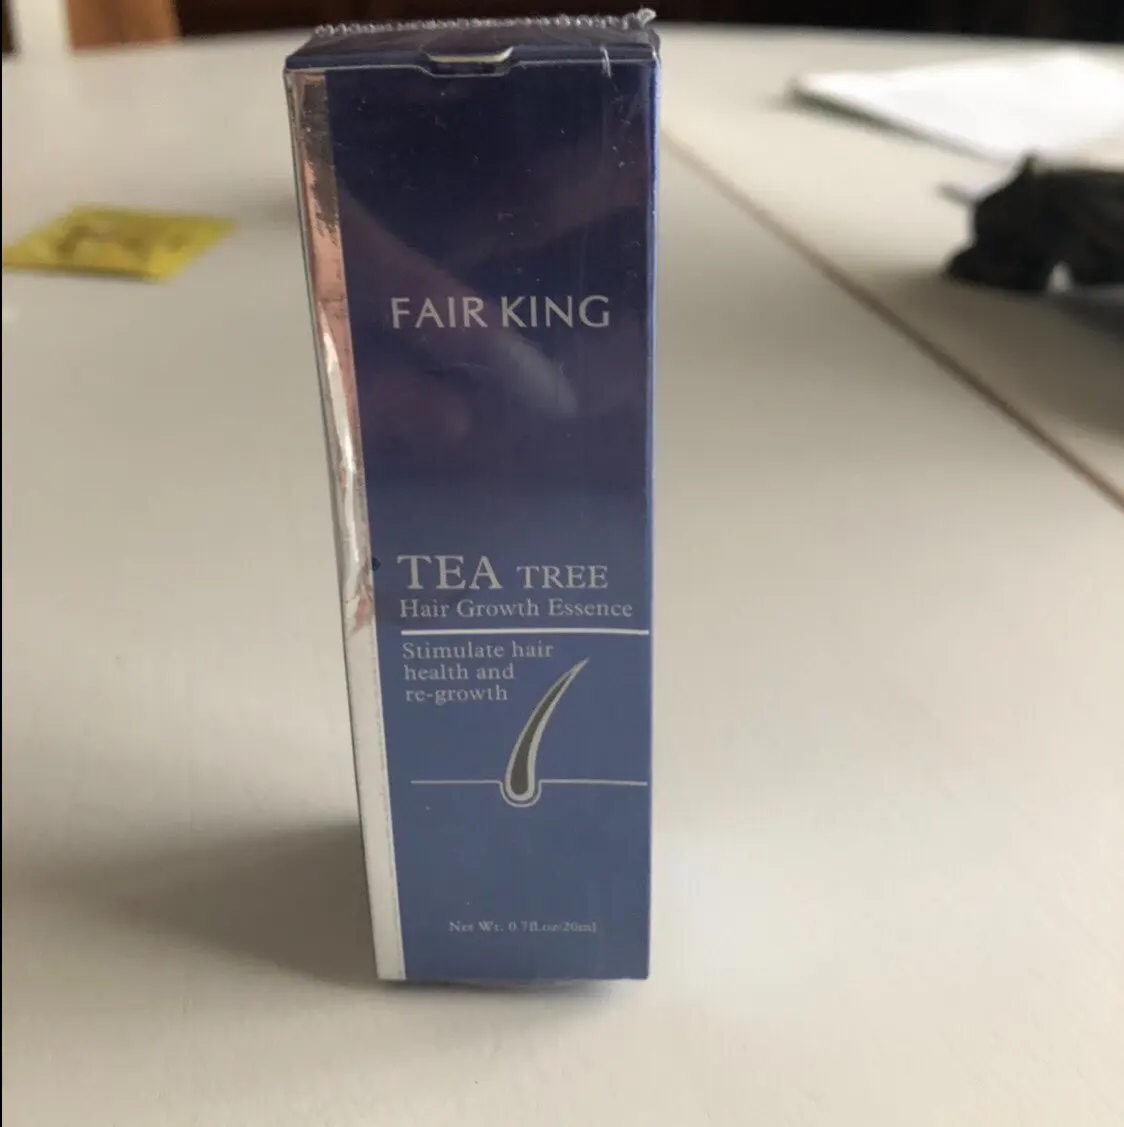 FAIR KING
TEA TREE
Hair Growth Essence
Stimulate hair
health and
re-growth
Net Wt. 0.7fl.oz/20ml